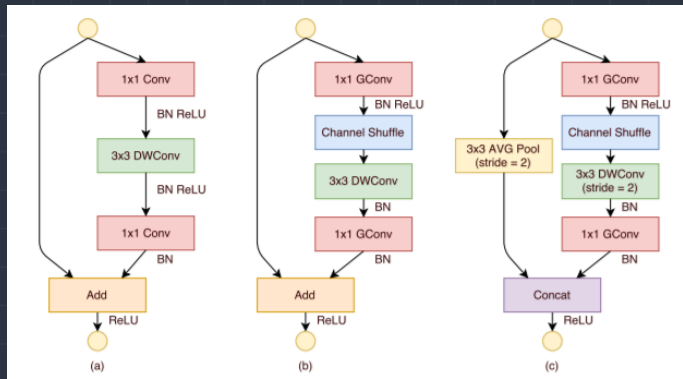 1x1 Conv
BN ReLU
3x3 DWConv
BN ReLU
1x1 Conv
BN
Add
ReLU
(a)
1x1 GConv
BN ReLU
Channel Shuffle
3x3 DWConv
BN
1x1 GConv
BN
Add
ReLU
(b)
3x3 AVG Pool
(stride = 2)
1x1 GConv
BN ReLU
Channel Shuffle
3x3 DWConv
(stride = 2)
BN
1x1 GConv
BN
Concat
ReLU
(c)